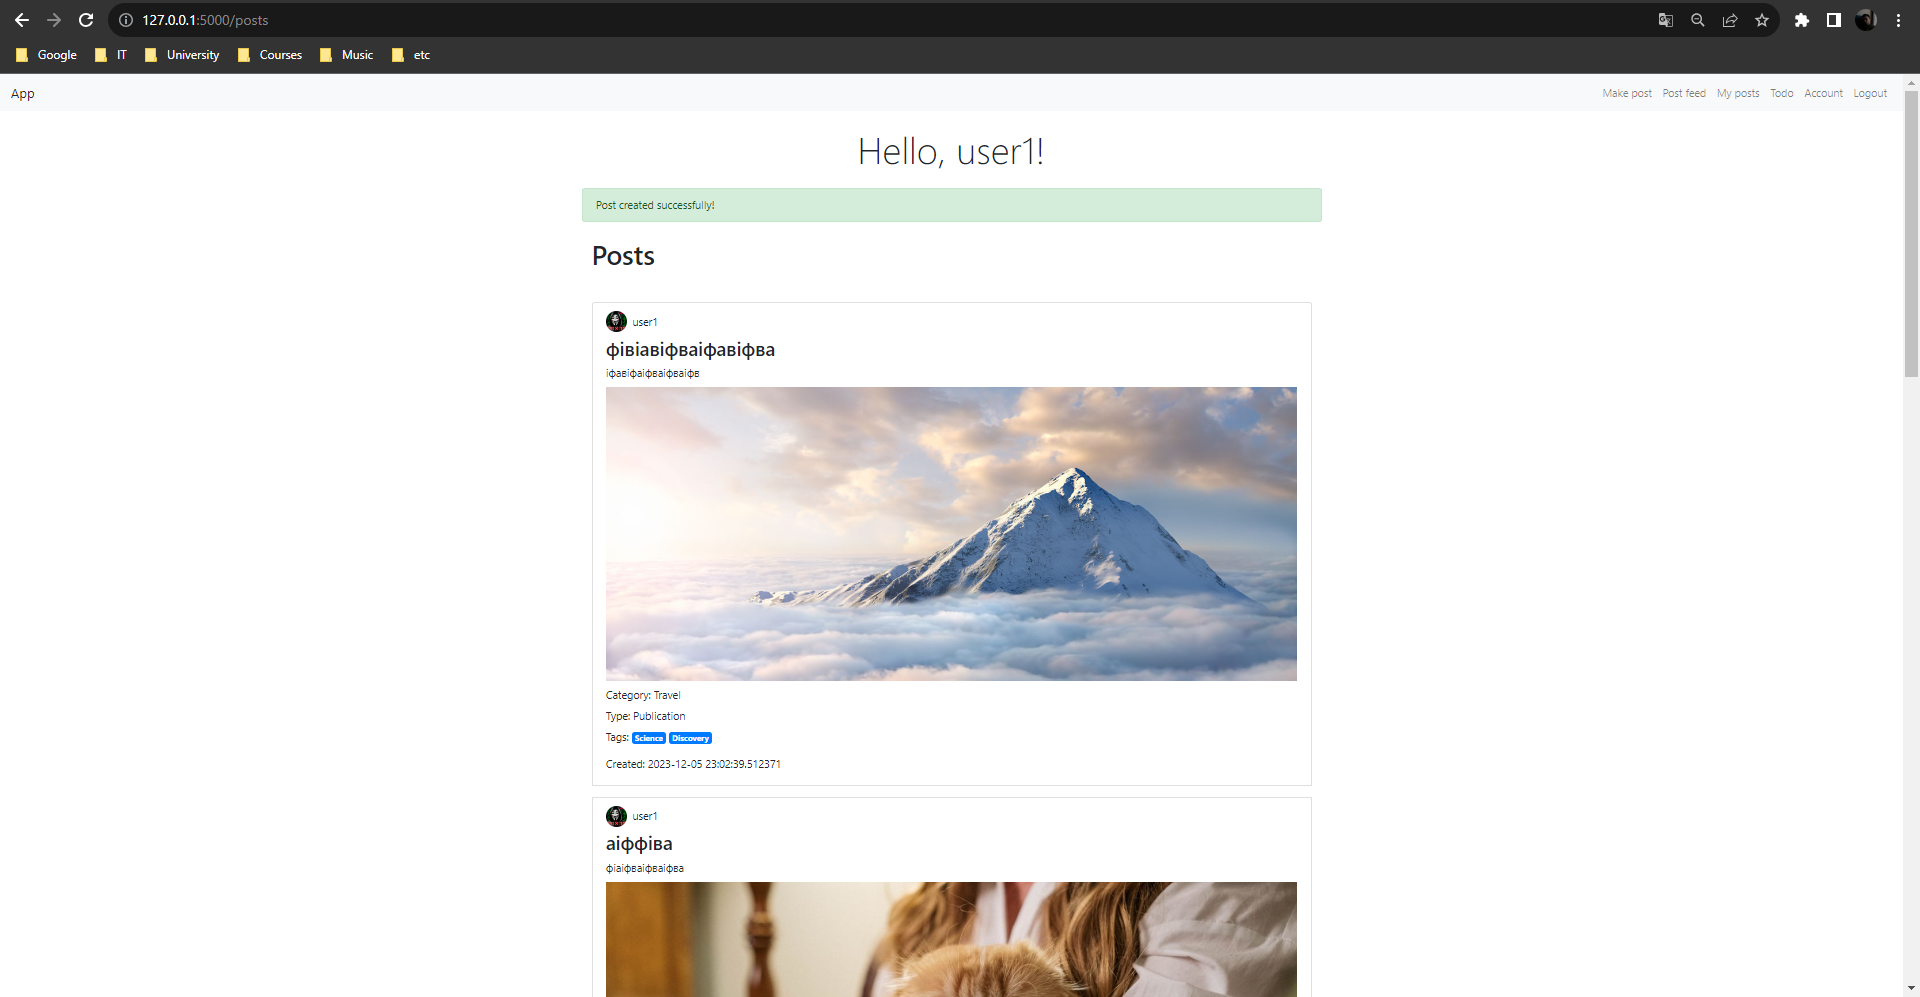 127.0.0.1:5000/posts
Google IT University Courses Music etc
App Make post Post feed My posts Todo Account Logout
Hello, user1!
Post created successfully!
Posts
user1
фівіавіфваіфавіфва
іфавіфаіфваіфваіфв
Category: Travel
Type: Publication
Tags: Science Discovery
Created: 2023-12-05 23:02:39.512371
user1
аіффіва
фіаіфваіфваіфва